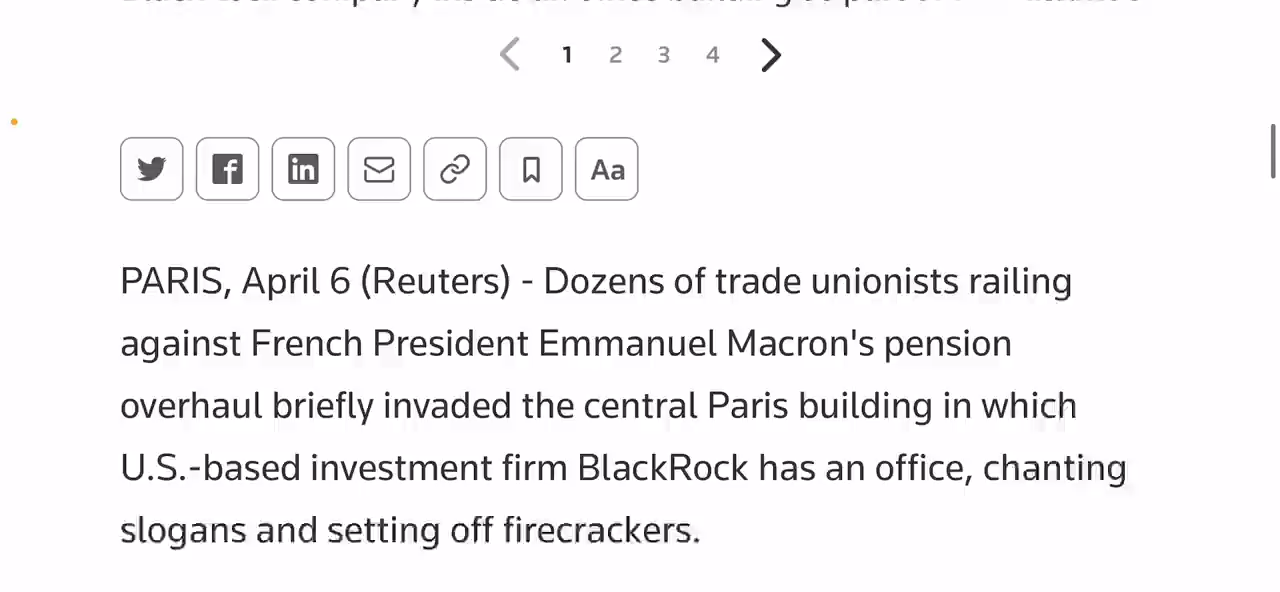 1 2 3 4
Aa
PARIS, April 6 (Reuters) - Dozens of trade unionists railing
against French President Emmanuel Macron's pension
overhaul briefly invaded the central Paris building in which
U.S.-based investment firm BlackRock has an office, chanting
slogans and setting off firecrackers.